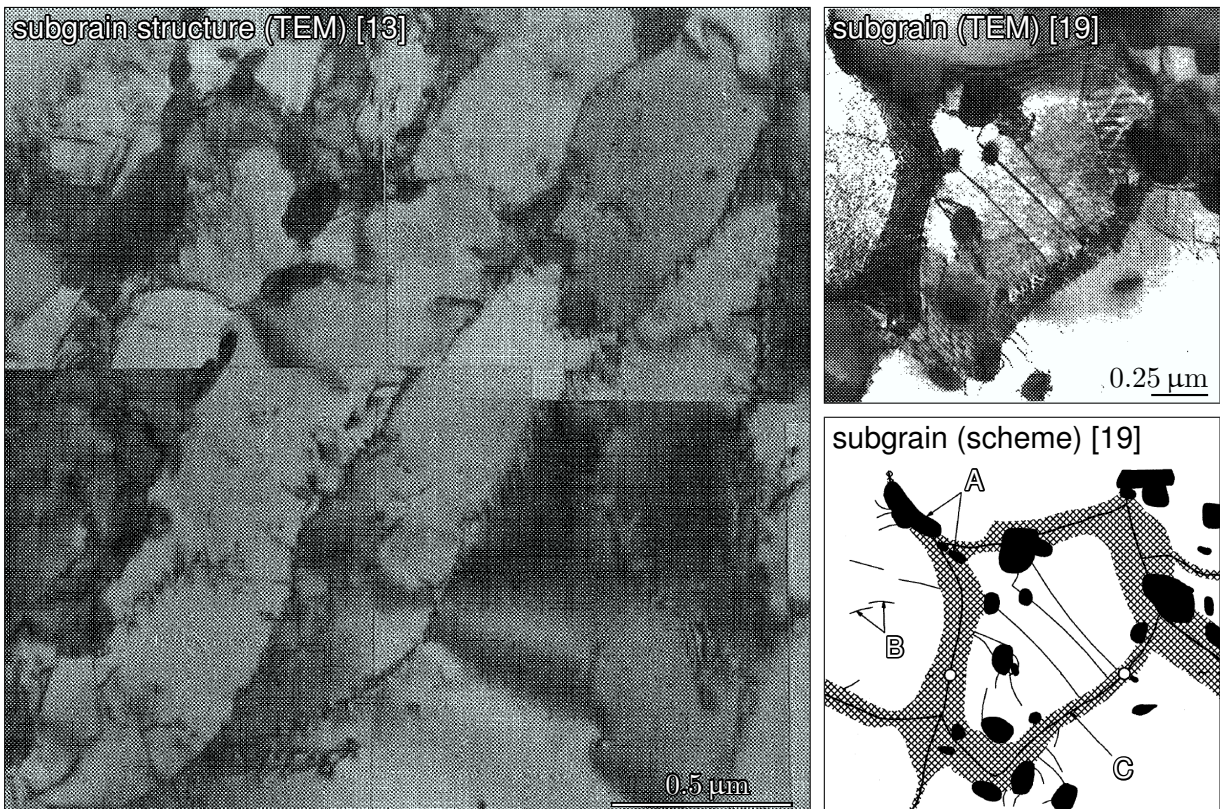 subgrain structure (TEM) [13]
0.5 μm
subgrain (TEM) [19]
0.25 μm
subgrain (scheme) [19]
A
B
C